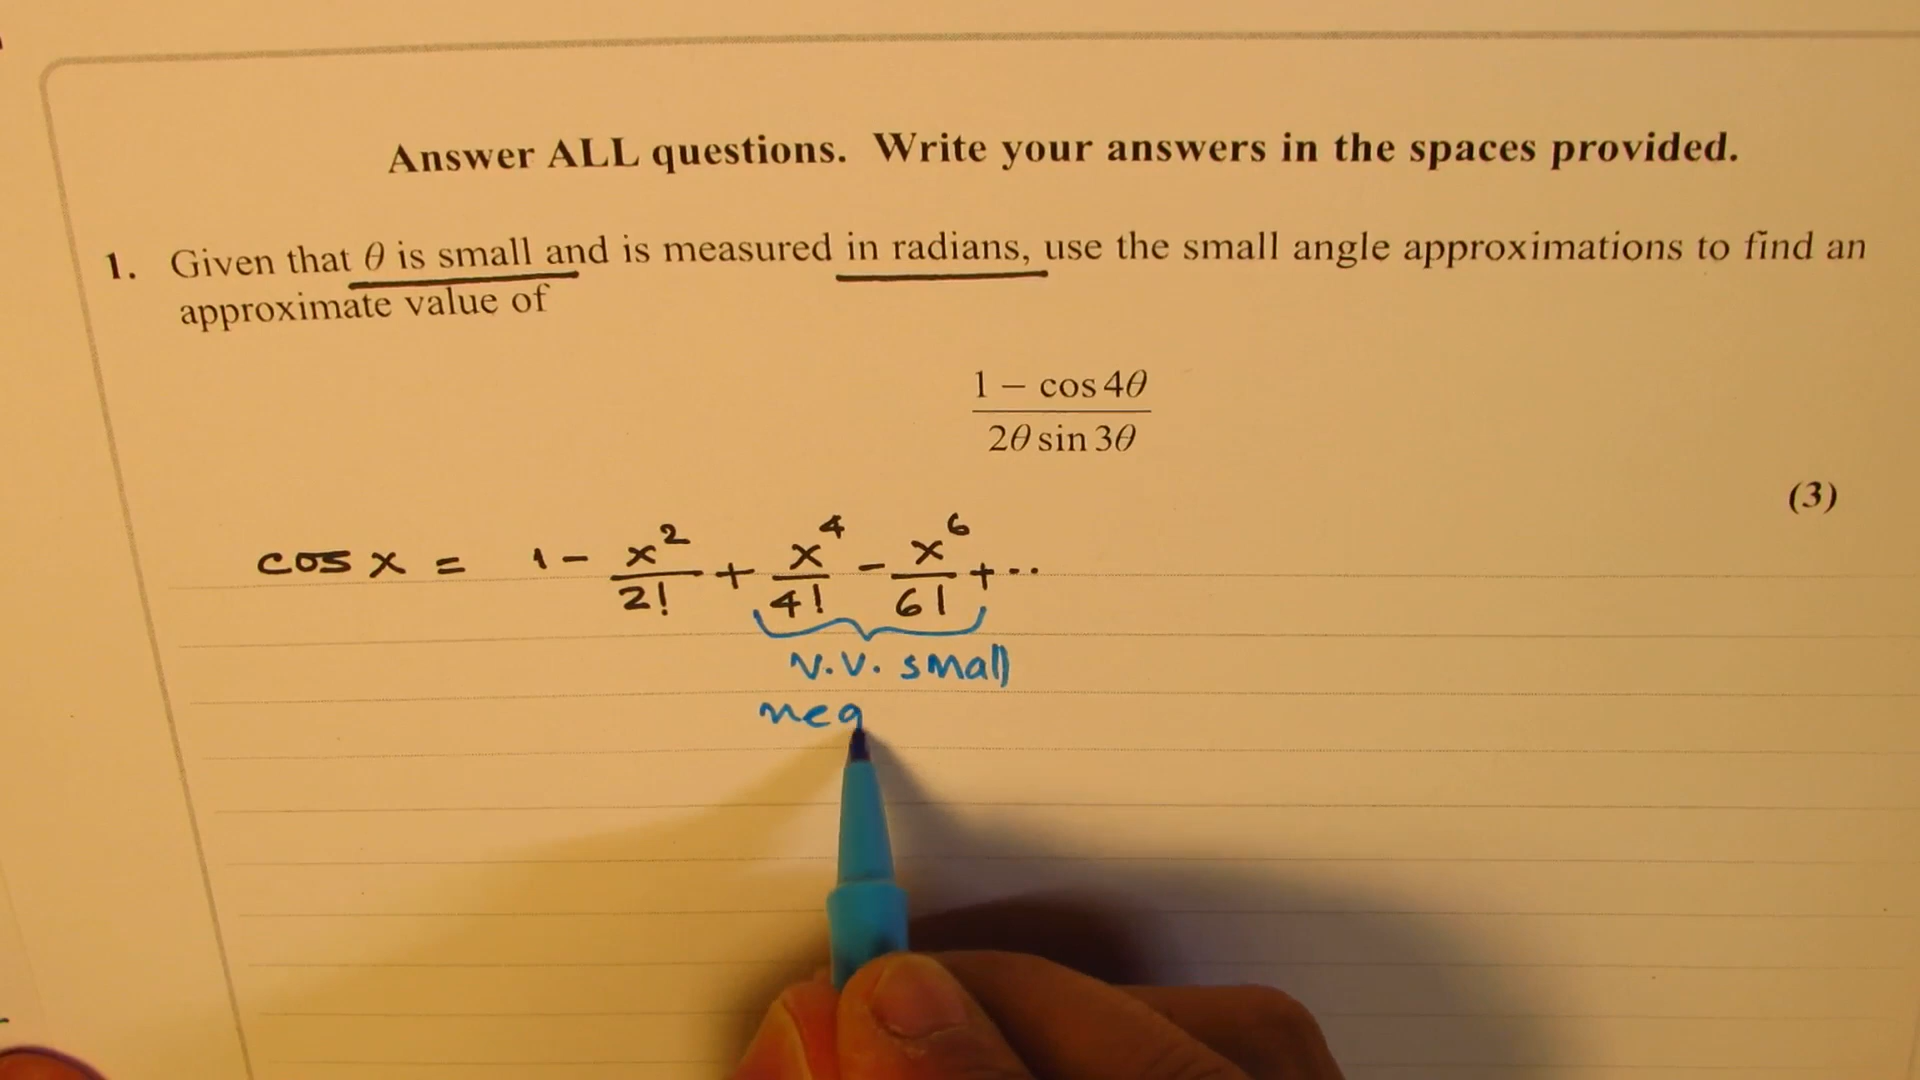 Answer ALL questions. Write your answers in the spaces provided.
1. Given that θ is small and is measured in radians, use the small angle approximations to find an
approximate value of
1 − cos 4θ
2θ sin 3θ
(3)
cos x = 1 - x²/2! + x⁴/4! - x⁶/6! + ..
v.v. small
neg